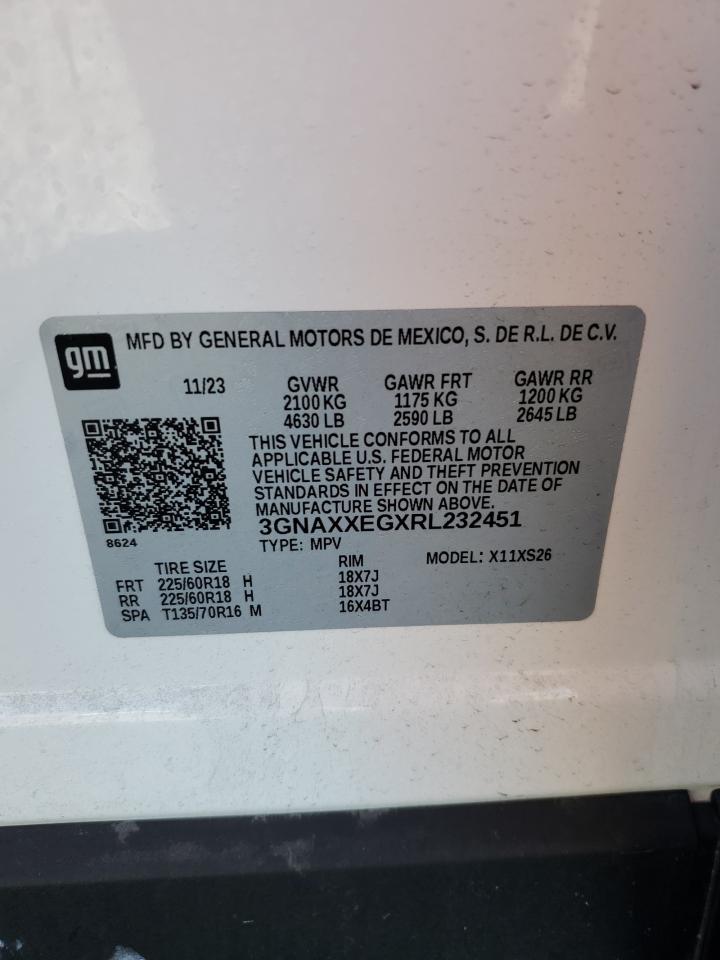 gm
MFD BY GENERAL MOTORS DE MEXICO, S. DE R.L. DE C.V.
11/23 GVWR GAWR FRT GAWR RR
2100 KG 1175 KG 1200 KG
4630 LB 2590 LB 2645 LB
THIS VEHICLE CONFORMS TO ALL
APPLICABLE U.S. FEDERAL MOTOR
VEHICLE SAFETY AND THEFT PREVENTION
STANDARDS IN EFFECT ON THE DATE OF
MANUFACTURE SHOWN ABOVE.
3GNAXXEGXRL232451
8624 TYPE: MPV
TIRE SIZE RIM MODEL: X11XS26
FRT 225/60R18 H 18X7J
RR 225/60R18 H 18X7J
SPA T135/70R16 M 16X4BT